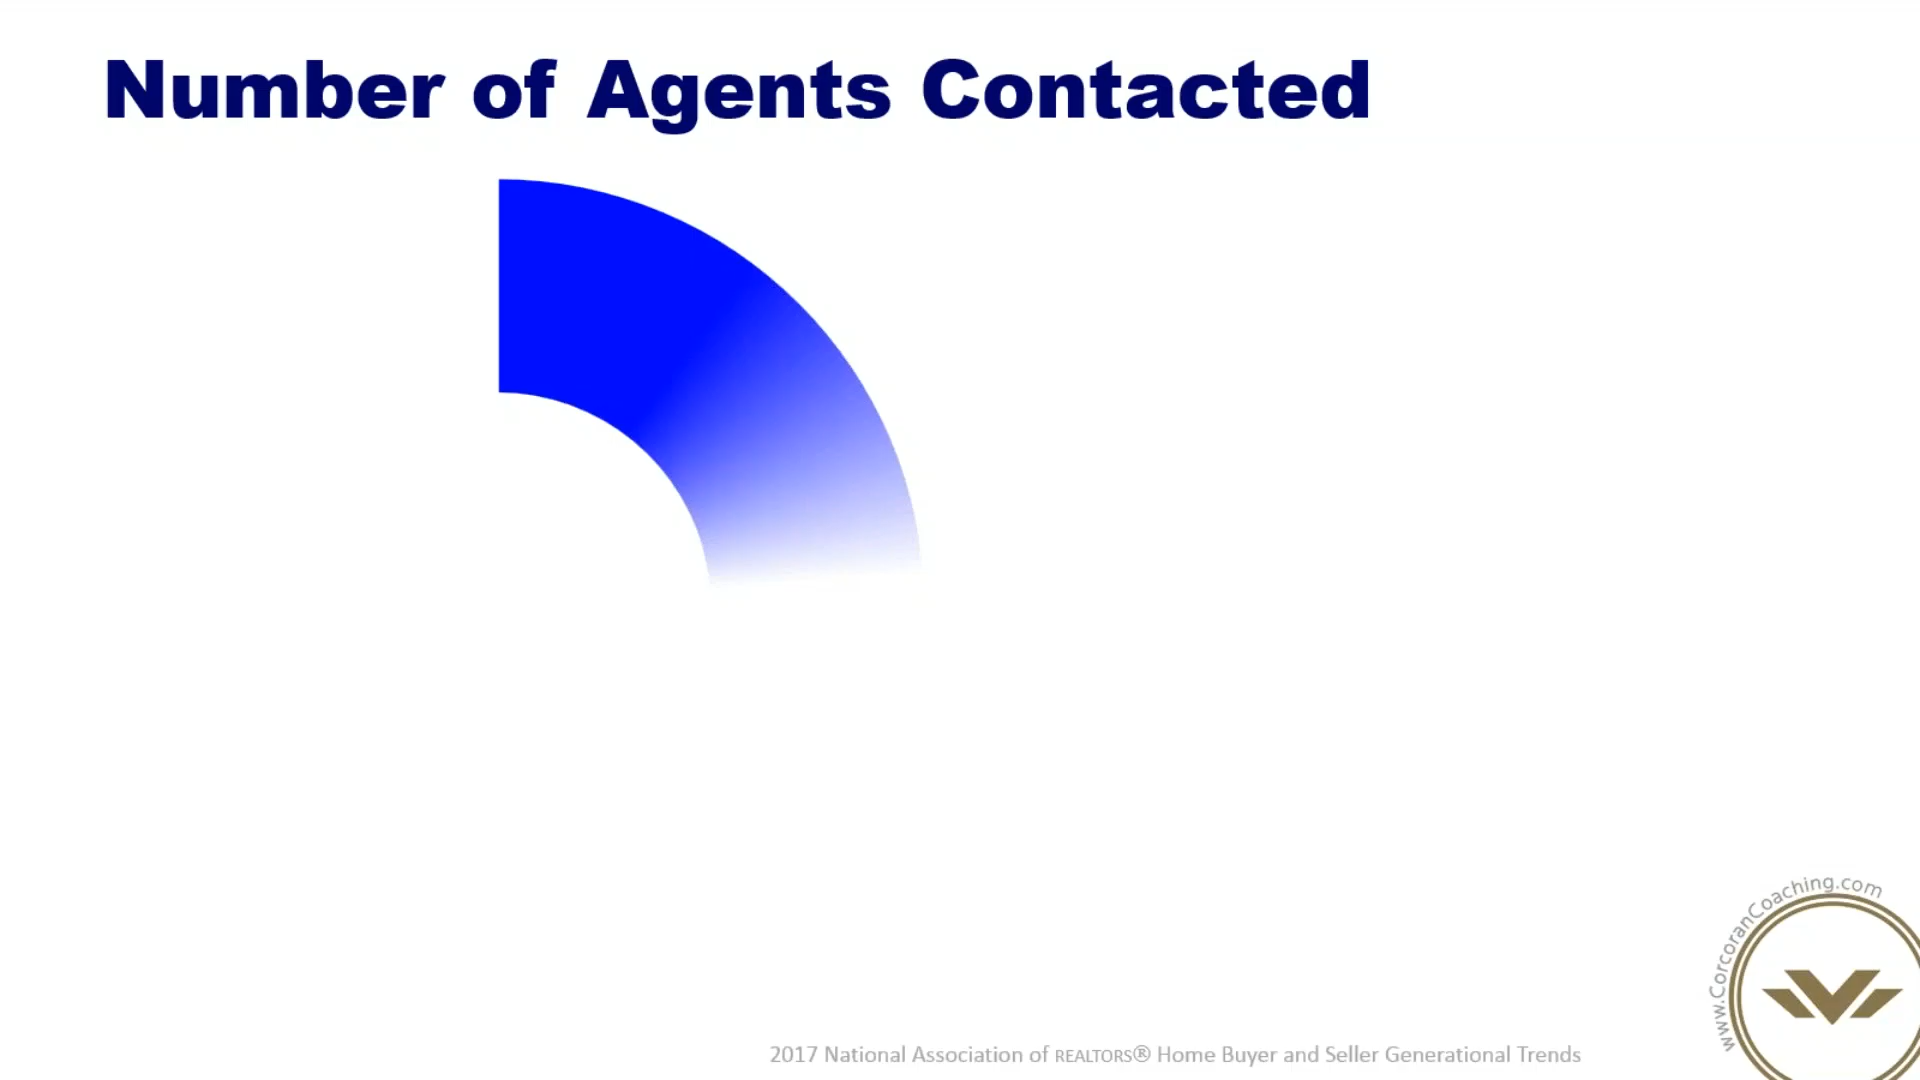 Number of Agents Contacted
www.CorcoranCoaching.com
2017 National Association of REALTORS® Home Buyer and Seller Generational Trends